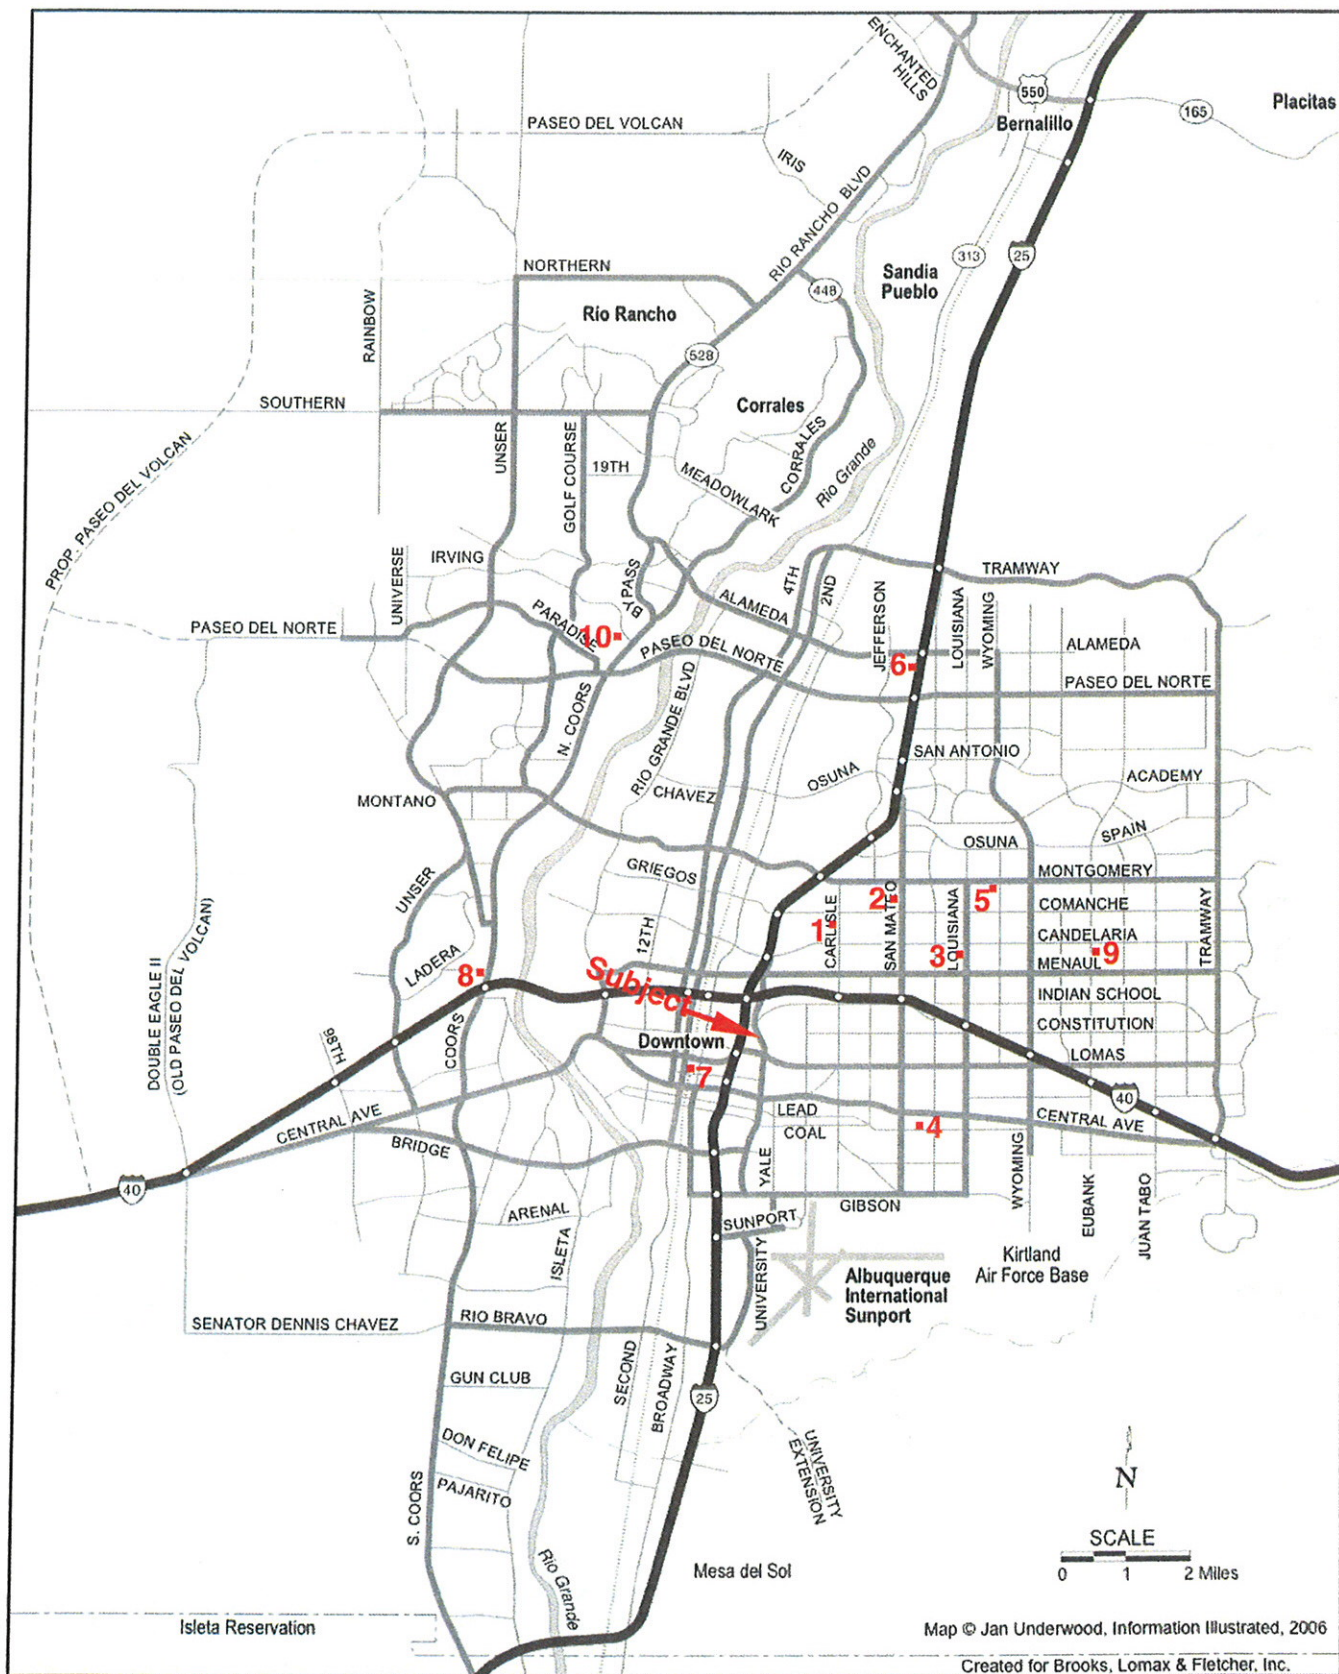 ENCHANTED
HILLS
550
Bernalillo
165
Placitas
PASEO DEL VOLCAN
IRIS
RIO RANCHO BLVD
NORTHERN
448
Sandia
Pueblo
313
25
RAINBOW
Rio Rancho
528
SOUTHERN
Corrales
UNSER
GOLF COURSE
19TH
MEADOWLARK
CORRALES
Rio Grande
PROP. PASEO DEL VOLCAN
UNIVERSE
IRVING
BY PASS
ALAMEDA
4TH
2ND
TRAMWAY
PASEO DEL NORTE
PARADISE
10
PASEO DEL NORTE
JEFFERSON
LOUISIANA
WYOMING
ALAMEDA
6
PASEO DEL NORTE
N. COORS
RIO GRANDE BLVD
SAN ANTONIO
MONTANO
CHAVEZ
OSUNA
ACADEMY
OSUNA
SPAIN
UNSER
GRIEGOS
MONTGOMERY
2
5
COMANCHE
1
CARLISLE
SAN MATEO
LOUISIANA
CANDELARIA
TRAMWAY
LADERA
12TH
3
MENAUL
9
8
Subject
INDIAN SCHOOL
DOUBLE EAGLE II
(OLD PASEO DEL VOLCAN)
98TH
COORS
Downtown
CONSTITUTION
LOMAS
7
40
CENTRAL AVE
LEAD
COAL
4
CENTRAL AVE
BRIDGE
YALE
WYOMING
40
ARENAL
GIBSON
EUBANK
JUAN TABO
SUNPORT
ISLETA
UNIVERSITY
Kirtland
Air Force Base
Albuquerque
International
Sunport
SENATOR DENNIS CHAVEZ
RIO BRAVO
GUN CLUB
SECOND
BROADWAY
25
DON FELIPE
PAJARITO
UNIVERSITY
EXTENSION
N
S. COORS
SCALE
0 1 2 Miles
Rio Grande
Mesa del Sol
Isleta Reservation
Map © Jan Underwood, Information Illustrated, 2006
Created for Brooks, Lomax & Fletcher, Inc.